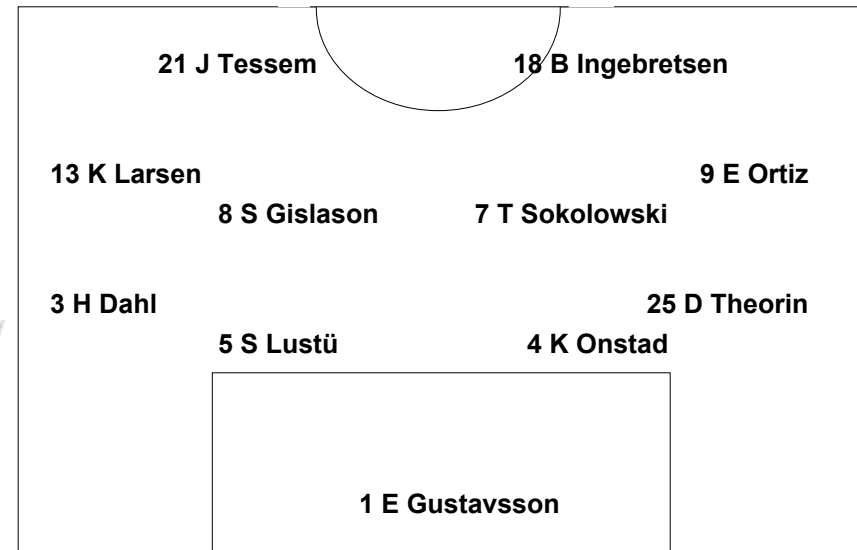 21 J Tessem
18 B Ingebretsen
13 K Larsen
9 E Ortiz
8 S Gislason
7 T Sokolowski
3 H Dahl
25 D Theorin
5 S Lustü
4 K Onstad
1 E Gustavsson